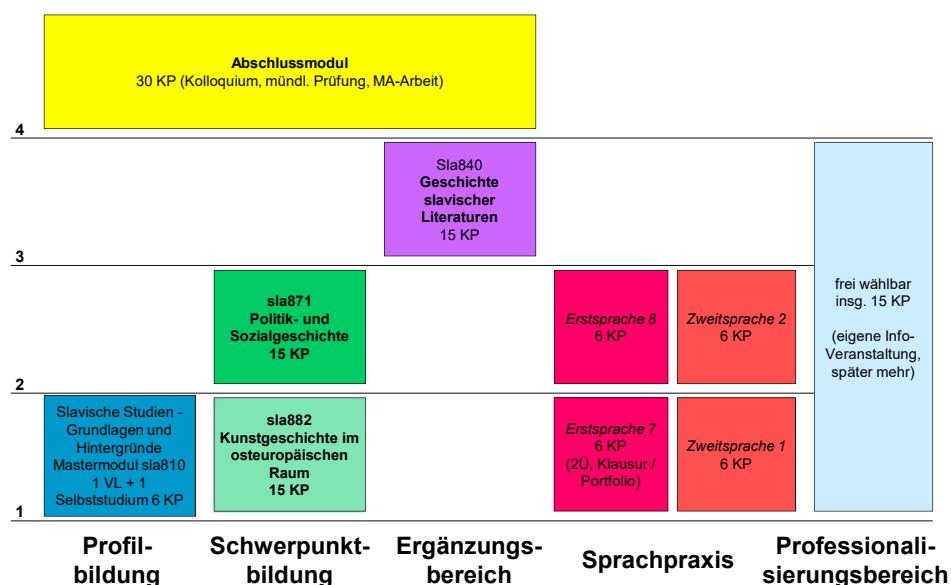 Abschlussmodul
30 KP (Kolloquium, mündl. Prüfung, MA-Arbeit)
4
Sla840
Geschichte
slavischer
Literaturen
15 KP
3
sla871
Politik- und
Sozialgeschichte
15 KP
Erstsprache 8
6 KP
Zweitsprache 2
6 KP
frei wählbar
insg. 15 KP
(eigene Info-
Veranstaltung,
später mehr)
2
Slavische Studien -
Grundlagen und
Hintergründe
Mastermodul sla810
1 VL + 1
Selbststudium 6 KP
sla882
Kunstgeschichte im
osteuropäischen
Raum
15 KP
Erstsprache 7
6 KP
(2Ü, Klausur /
Portfolio)
Zweitsprache 1
6 KP
1
Profil-
bildung
Schwerpunkt-
bildung
Ergänzungs-
bereich
Sprachpraxis
Professionali-
sierungsbereich